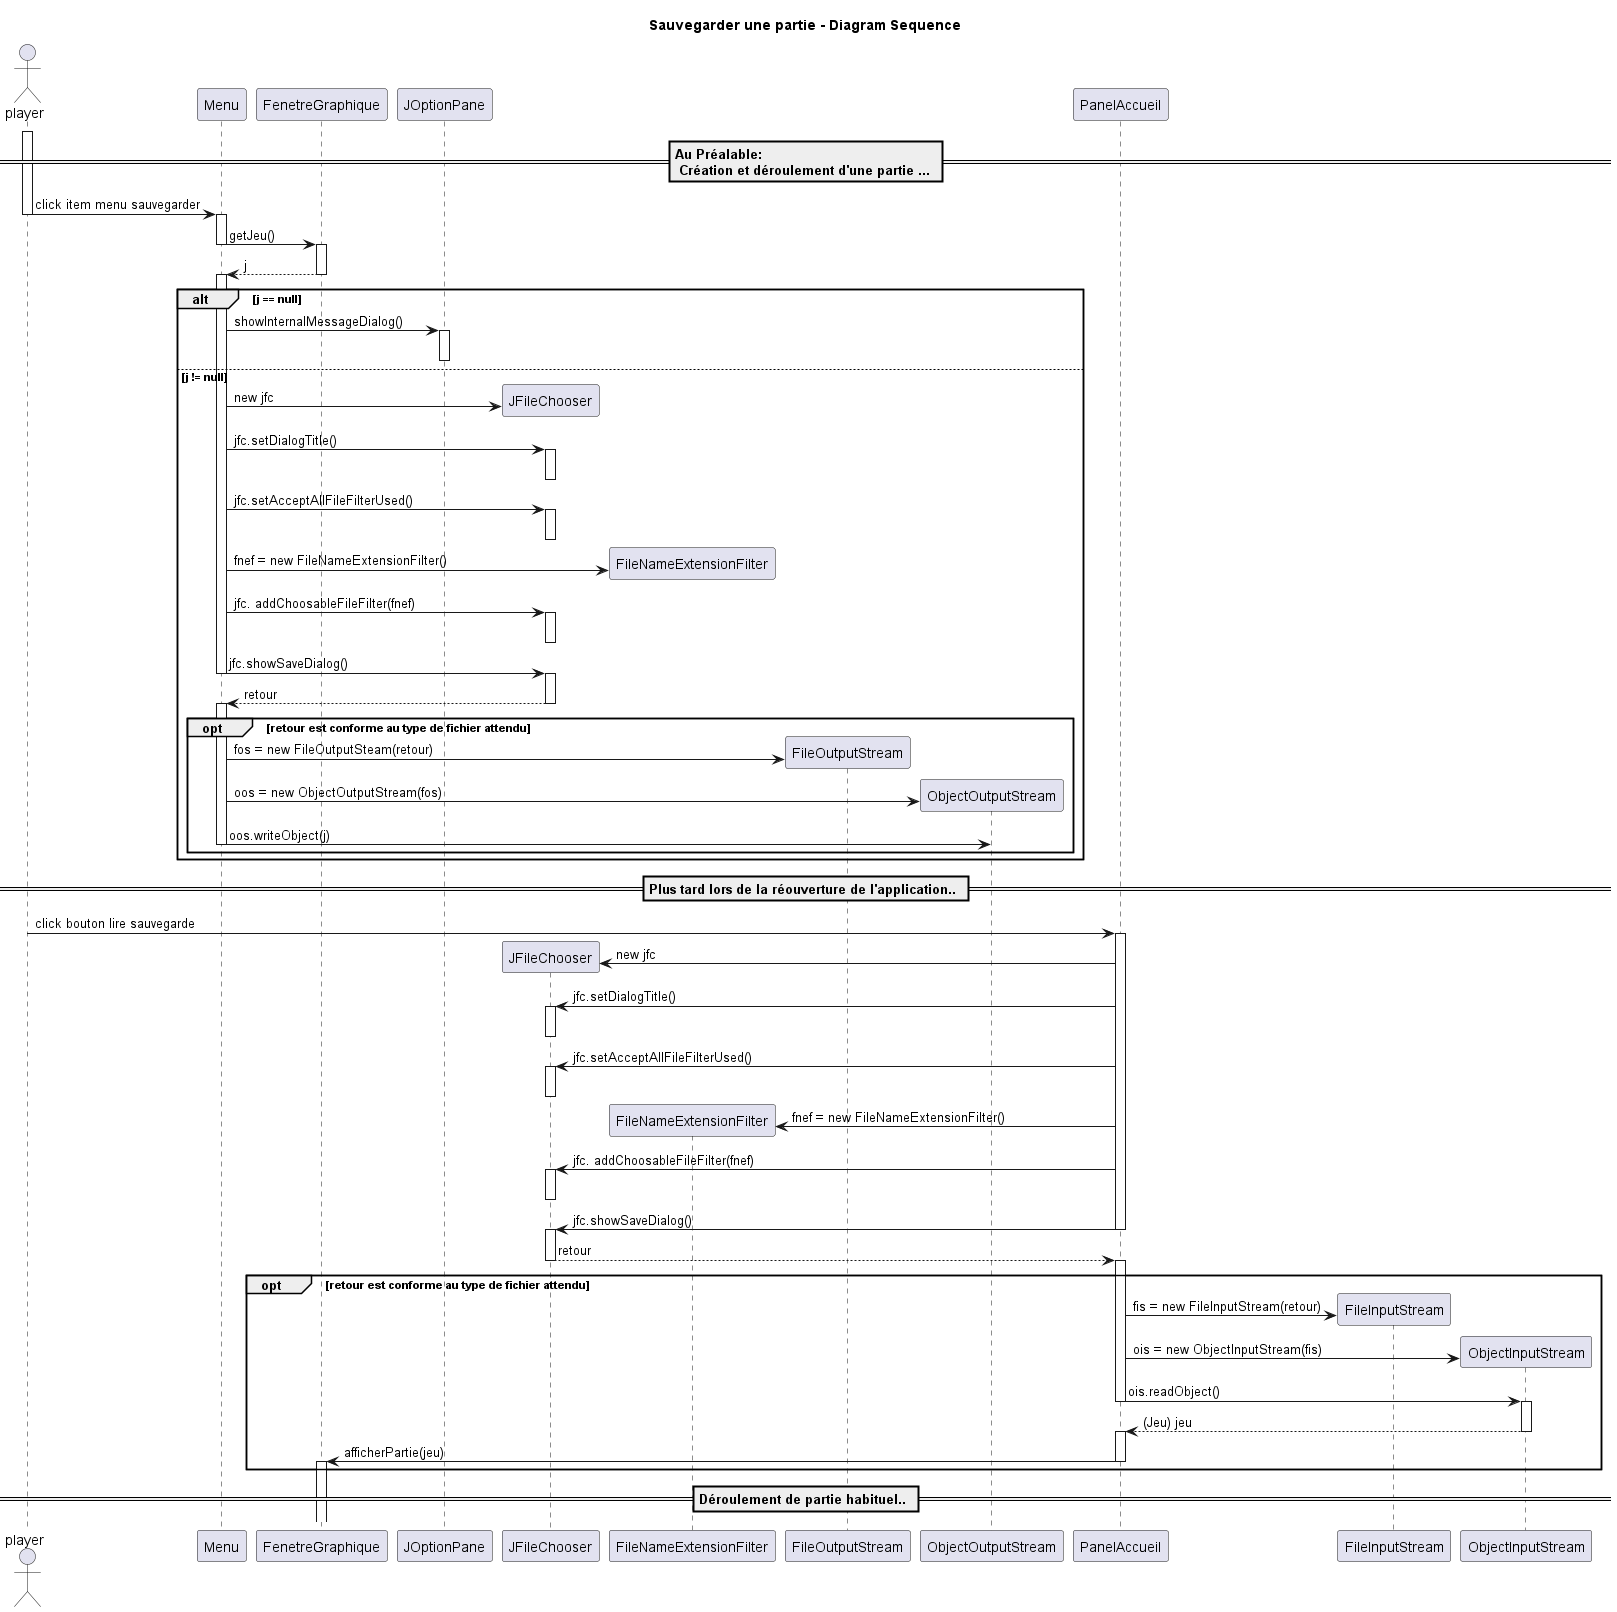 Sauvegarder une partie - Diagram Sequence
player
Menu
FenetreGraphique
JOptionPane
PanelAccueil
Au Préalable:
Création et déroulement d'une partie ...
click item menu sauvegarder
getJeu()
j
alt
[j == null]
showInternalMessageDialog()
[j != null]
new jfc
JFileChooser
jfc.setDialogTitle()
jfc.setAcceptAllFileFilterUsed()
fnef = new FileNameExtensionFilter()
FileNameExtensionFilter
jfc. addChoosableFileFilter(fnef)
jfc.showSaveDialog()
retour
opt
[retour est conforme au type de fichier attendu]
fos = new FileOutputSteam(retour)
FileOutputStream
oos = new ObjectOutputStream(fos)
ObjectOutputStream
oos.writeObject(j)
Plus tard lors de la réouverture de l'application..
click bouton lire sauvegarde
JFileChooser
new jfc
jfc.setDialogTitle()
jfc.setAcceptAllFileFilterUsed()
FileNameExtensionFilter
fnef = new FileNameExtensionFilter()
jfc. addChoosableFileFilter(fnef)
jfc.showSaveDialog()
retour
opt
[retour est conforme au type de fichier attendu]
fis = new FileInputStream(retour)
FileInputStream
ois = new ObjectInputStream(fis)
ObjectInputStream
ois.readObject()
(Jeu) jeu
afficherPartie(jeu)
Déroulement de partie habituel..
player
Menu
FenetreGraphique
JOptionPane
JFileChooser
FileNameExtensionFilter
FileOutputStream
ObjectOutputStream
PanelAccueil
FileInputStream
ObjectInputStream